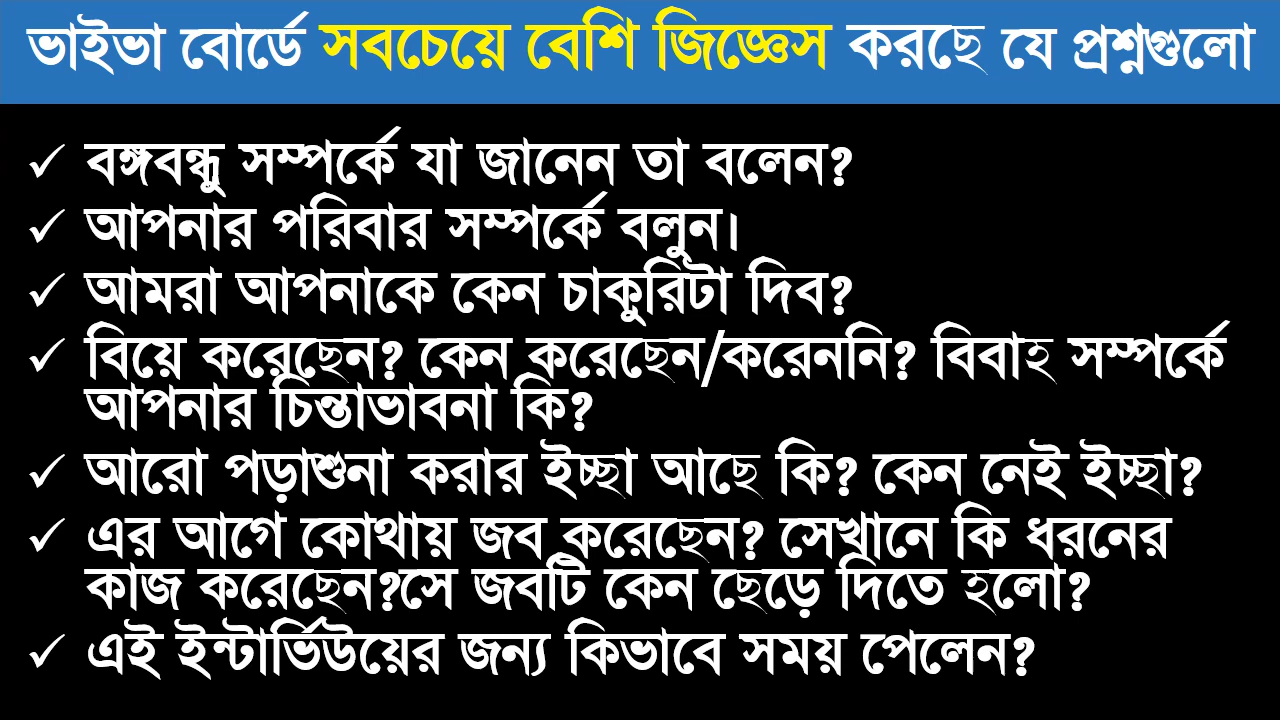 ভাইভা বোর্ডে সবচেয়ে বেশি জিজ্ঞেস করছে যে প্রশ্নগুলো
✓ বঙ্গবন্ধু সম্পর্কে যা জানেন তা বলেন?
✓ আপনার পরিবার সম্পর্কে বলুন।
✓ আমরা আপনাকে কেন চাকুরিটা দিব?
✓ বিয়ে করেছেন? কেন করেছেন/করেননি? বিবাহ সম্পর্কে
আপনার চিন্তাভাবনা কি?
✓ আরো পড়াশুনা করার ইচ্ছা আছে কি? কেন নেই ইচ্ছা?
✓ এর আগে কোথায় জব করেছেন? সেখানে কি ধরনের
কাজ করেছেন?সে জবটি কেন ছেড়ে দিতে হলো?
✓ এই ইন্টার্ভিউয়ের জন্য কিভাবে সময় পেলেন?